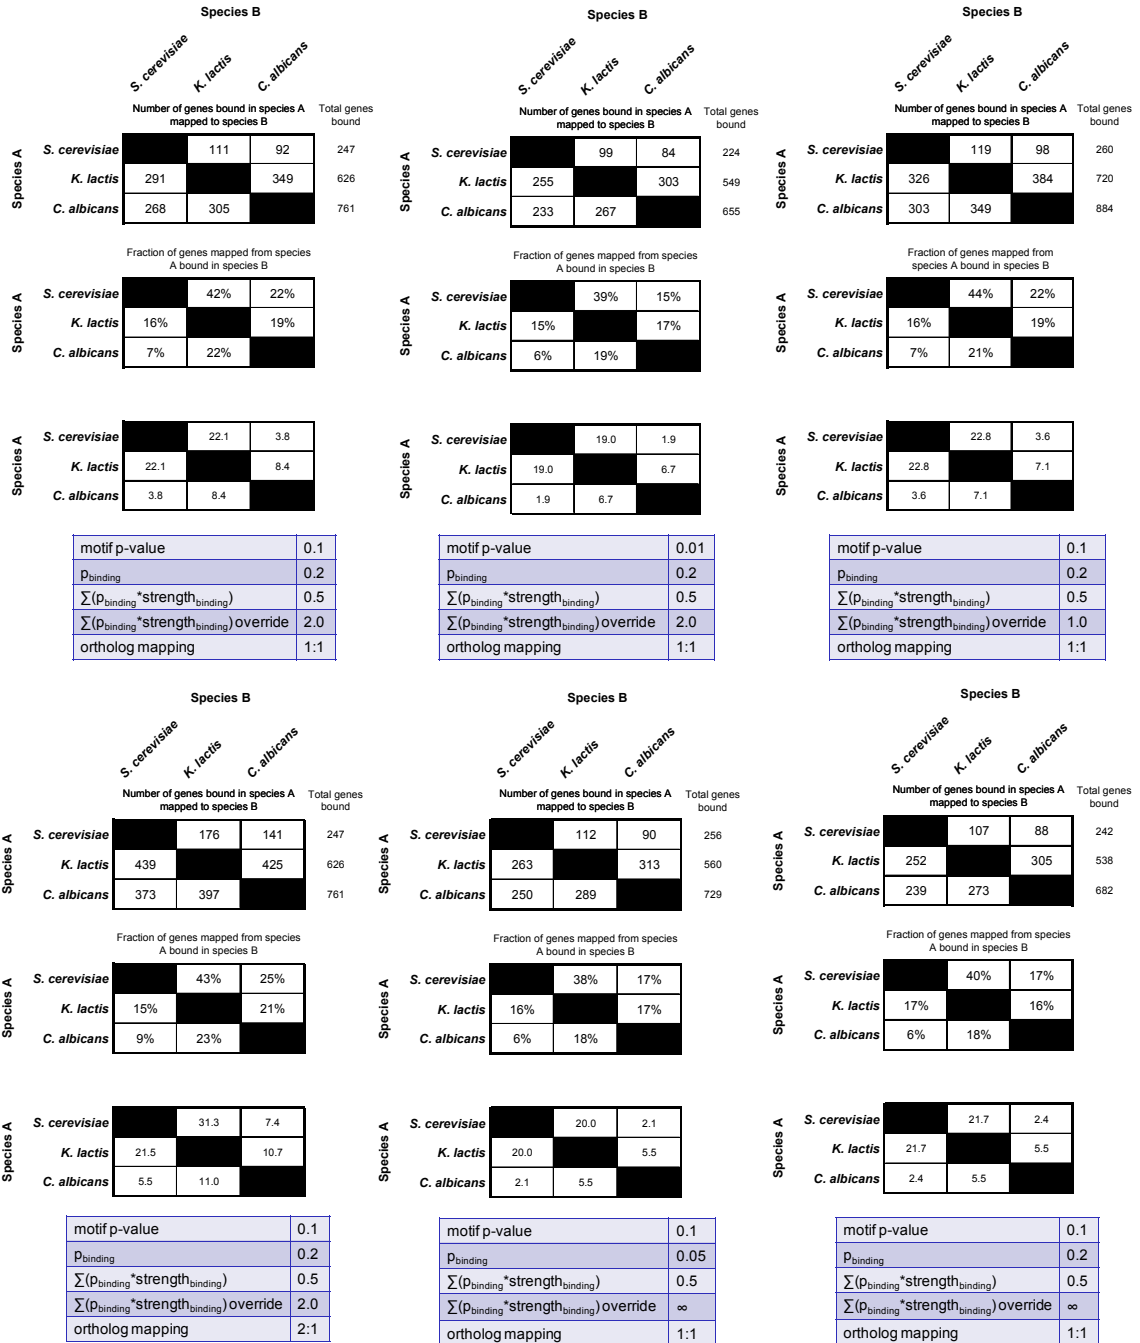 Species B
S. cerevisiae
K. lactis
C. albicans
Number of genes bound in species A
mapped to species B
Total genes
bound
Species A
S. cerevisiae 111 92 247
K. lactis 291 349 626
C. albicans 268 305 761
Fraction of genes mapped from species
A bound in species B
Species A
S. cerevisiae 42% 22%
K. lactis 16% 19%
C. albicans 7% 22%
Species A
S. cerevisiae 22.1 3.8
K. lactis 22.1 8.4
C. albicans 3.8 8.4
motif p-value 0.1
pbinding 0.2
∑(pbinding*strengthbinding) 0.5
∑(pbinding*strengthbinding) override 2.0
ortholog mapping 1:1
Species B
S. cerevisiae
K. lactis
C. albicans
Number of genes bound in species A
mapped to species B
Total genes
bound
Species A
S. cerevisiae 99 84 224
K. lactis 255 303 549
C. albicans 233 267 655
Fraction of genes mapped from species
A bound in species B
Species A
S. cerevisiae 39% 15%
K. lactis 15% 17%
C. albicans 6% 19%
Species A
S. cerevisiae 19.0 1.9
K. lactis 19.0 6.7
C. albicans 1.9 6.7
motif p-value 0.01
pbinding 0.2
∑(pbinding*strengthbinding) 0.5
∑(pbinding*strengthbinding) override 2.0
ortholog mapping 1:1
Species B
S. cerevisiae
K. lactis
C. albicans
Number of genes bound in species A
mapped to species B
Total genes
bound
Species A
S. cerevisiae 119 98 260
K. lactis 326 384 720
C. albicans 303 349 884
Fraction of genes mapped from
species A bound in species B
Species A
S. cerevisiae 44% 22%
K. lactis 16% 19%
C. albicans 7% 21%
Species A
S. cerevisiae 22.8 3.6
K. lactis 22.8 7.1
C. albicans 3.6 7.1
motif p-value 0.1
pbinding 0.2
∑(pbinding*strengthbinding) 0.5
∑(pbinding*strengthbinding) override 1.0
ortholog mapping 1:1
Species B
S. cerevisiae
K. lactis
C. albicans
Number of genes bound in species A
mapped to species B
Total genes
bound
Species A
S. cerevisiae 176 141 247
K. lactis 439 425 626
C. albicans 373 397 761
Fraction of genes mapped from species
A bound in species B
Species A
S. cerevisiae 43% 25%
K. lactis 15% 21%
C. albicans 9% 23%
Species A
S. cerevisiae 31.3 7.4
K. lactis 21.5 10.7
C. albicans 5.5 11.0
motif p-value 0.1
pbinding 0.2
∑(pbinding*strengthbinding) 0.5
∑(pbinding*strengthbinding) override 2.0
ortholog mapping 2:1
Species B
S. cerevisiae
K. lactis
C. albicans
Number of genes bound in species A
mapped to species B
Total genes
bound
Species A
S. cerevisiae 112 90 256
K. lactis 263 313 560
C. albicans 250 289 729
Fraction of genes mapped from species
A bound in species B
Species A
S. cerevisiae 38% 17%
K. lactis 16% 17%
C. albicans 6% 18%
Species A
S. cerevisiae 20.0 2.1
K. lactis 20.0 5.5
C. albicans 2.1 5.5
motif p-value 0.1
pbinding 0.05
∑(pbinding*strengthbinding) 0.5
∑(pbinding*strengthbinding) override ∞
ortholog mapping 1:1
Species B
S. cerevisiae
K. lactis
C. albicans
Number of genes bound in species A
mapped to species B
Total genes
bound
Species A
S. cerevisiae 107 88 242
K. lactis 252 305 538
C. albicans 239 273 682
Fraction of genes mapped from species
A bound in species B
Species A
S. cerevisiae 40% 17%
K. lactis 17% 16%
C. albicans 6% 18%
Species A
S. cerevisiae 21.7 2.4
K. lactis 21.7 5.5
C. albicans 2.4 5.5
motif p-value 0.1
pbinding 0.2
∑(pbinding*strengthbinding) 0.5
∑(pbinding*strengthbinding) override ∞
ortholog mapping 1:1